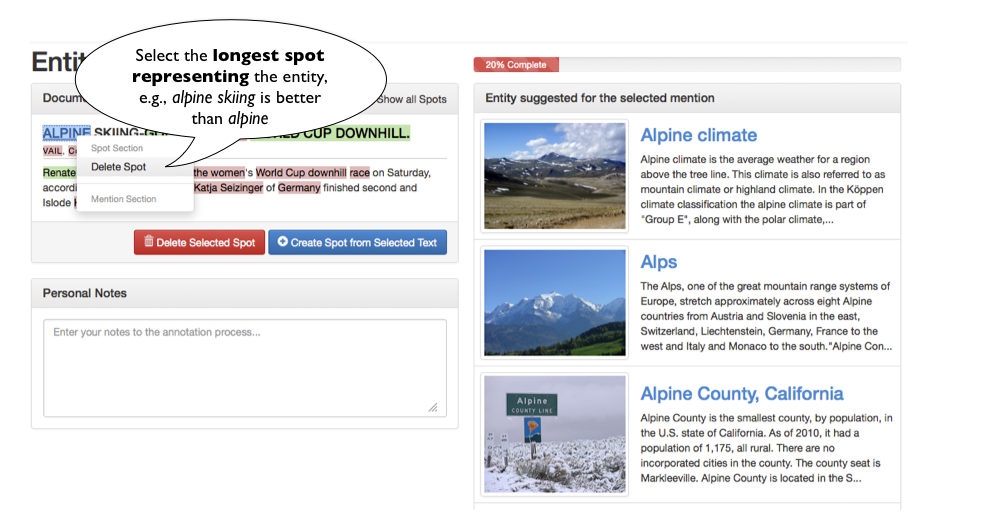 Select the longest spot
representing the entity,
e.g., alpine skiing is better
than alpine
Show all Spots
ALPINE SKIING CUP DOWNHILL.
VAIL,
Spot Section
Delete Spot
Mention Section
Renate the women's World Cup downhill race on Saturday,
Katja Seizinger of Germany finished second and
Islode
Delete Selected Spot
Create Spot from Selected Text
Personal Notes
Enter your notes to the annotation process...
20% Complete
Entity suggested for the selected mention
Alpine climate
Alpine climate is the average weather for a region
above the tree line. This climate is also referred to as
mountain climate or highland climate. In the Köppen
climate classification the alpine climate is part of
"Group E", along with the polar climate,...
Alps
The Alps, one of the great mountain range systems of
Europe, stretch approximately across eight Alpine
countries from Austria and Slovenia in the east,
Switzerland, Liechtenstein, Germany, France to the
west and Italy and Monaco to the south."Alpine Con...
Alpine
COUNTY LINE
Alpine County, California
Alpine County is the smallest county, by population, in
the U.S. state of California. As of 2010, it had a
population of 1,175, all rural. There are no
incorporated cities in the county. The county seat is
Markleeville. Alpine County is located in the S...